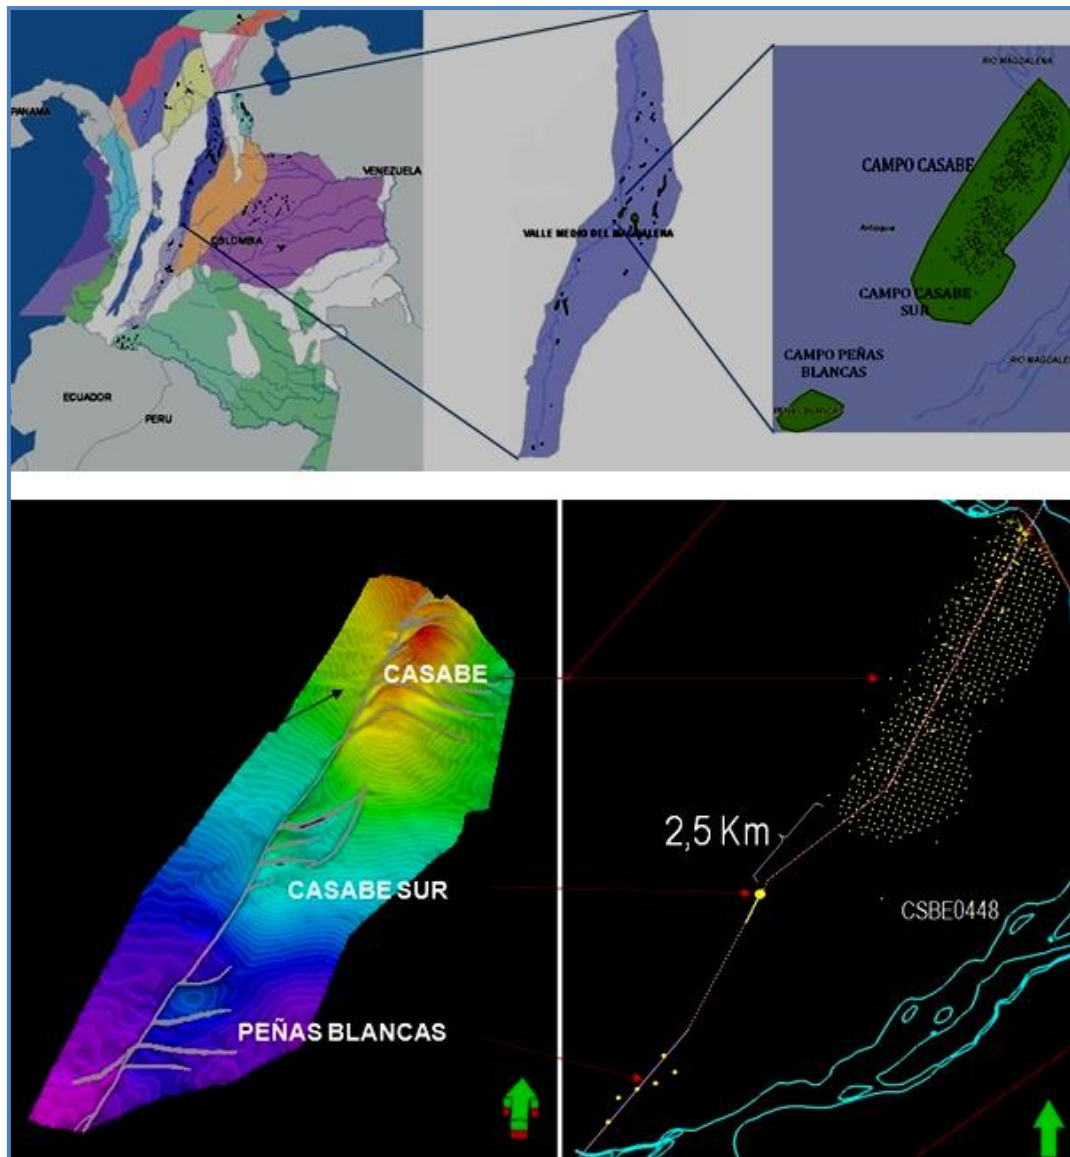 PANAMA
VENEZUELA
COLOMBIA
ECUADOR
PERU
VALLE MEDIO DEL MAGDALENA
RIO MAGDALENA
CAMPO CASABE
Antioquia
CAMPO CASABE -
SUR
CAMPO PEÑAS
BLANCAS
RIO MAGDALE
PEÑAS BLANCAS
CASABE
CASABE SUR
PEÑAS BLANCAS
2,5 Km
CSBE0448